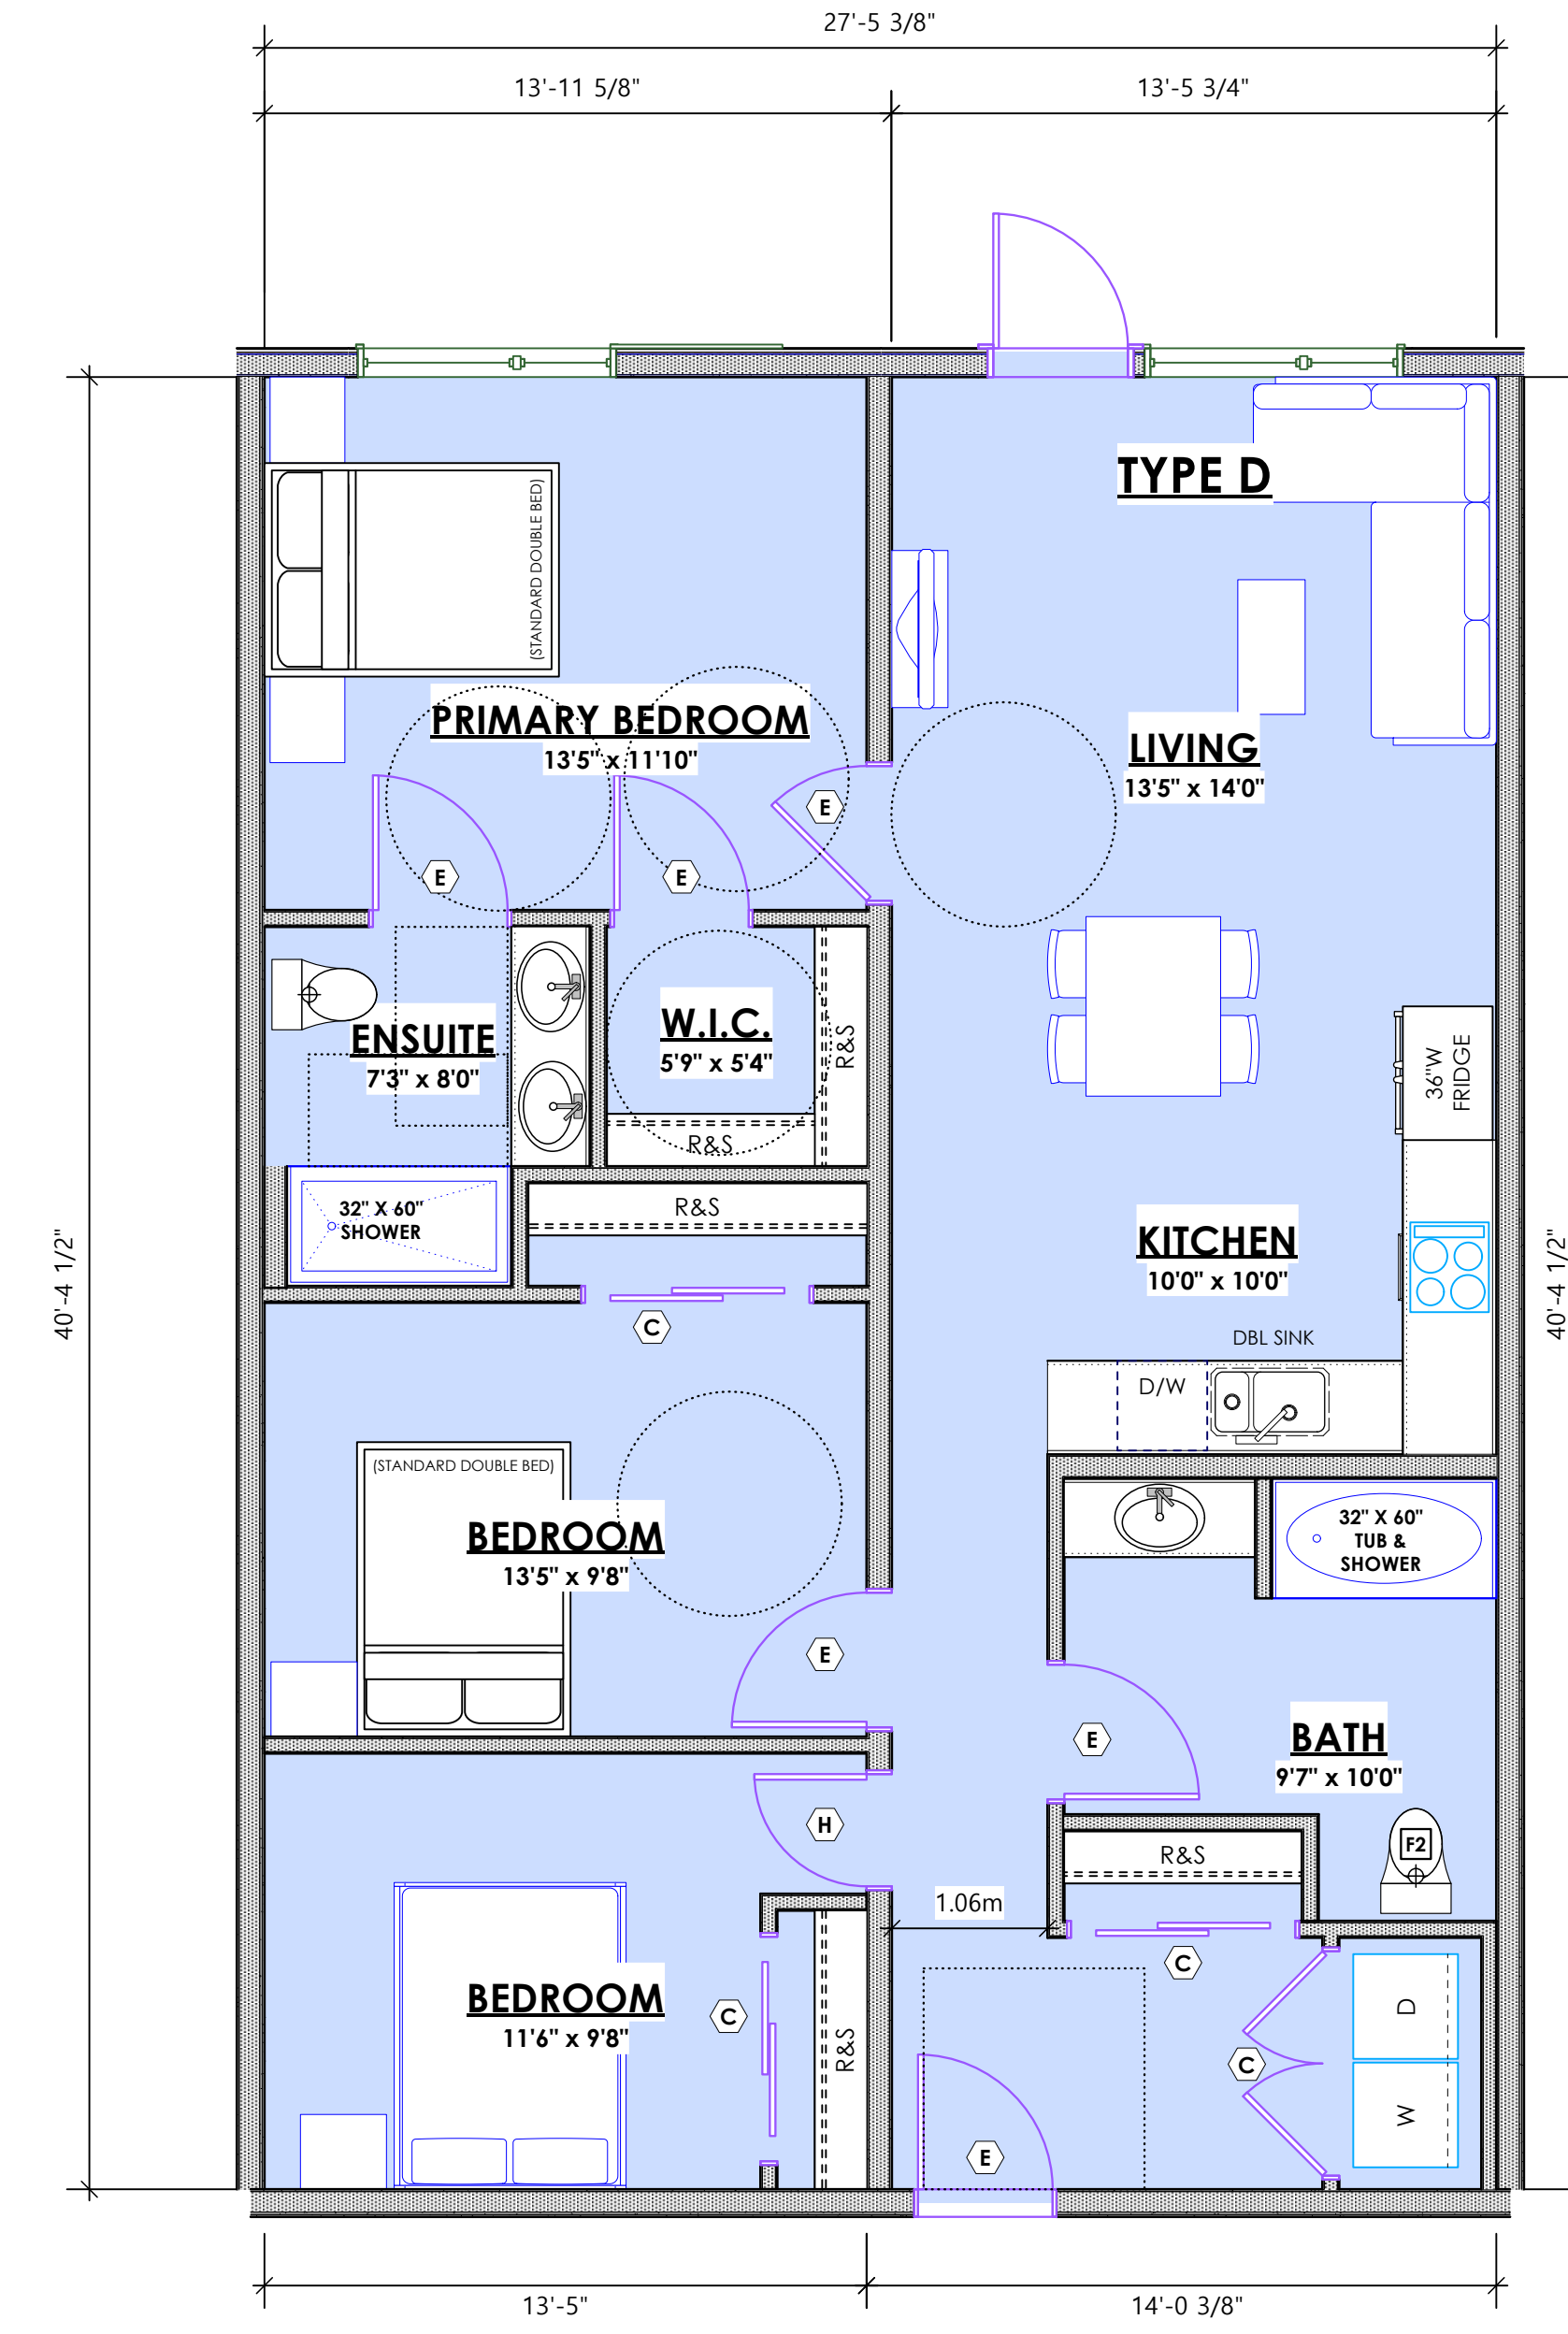 27'-5 3/8"
13'-11 5/8"
13'-5 3/4"
TYPE D
(STANDARD DOUBLE BED)
PRIMARY BEDROOM
13'5" x 11'10"
LIVING
13'5" x 14'0"
E
E
E
ENSUITE
7'3" x 8'0"
W.I.C.
5'9" x 5'4"
R&S
R&S
36"W
FRIDGE
32" X 60"
SHOWER
R&S
KITCHEN
10'0" x 10'0"
40'-4 1/2"
40'-4 1/2"
C
DBL SINK
D/W
(STANDARD DOUBLE BED)
BEDROOM
13'5" x 9'8"
32" X 60"
TUB &
SHOWER
E
E
BATH
9'7" x 10'0"
H
F2
R&S
1.06m
C
BEDROOM
11'6" x 9'8"
C
R&S
C
D
W
E
13'-5"
14'-0 3/8"